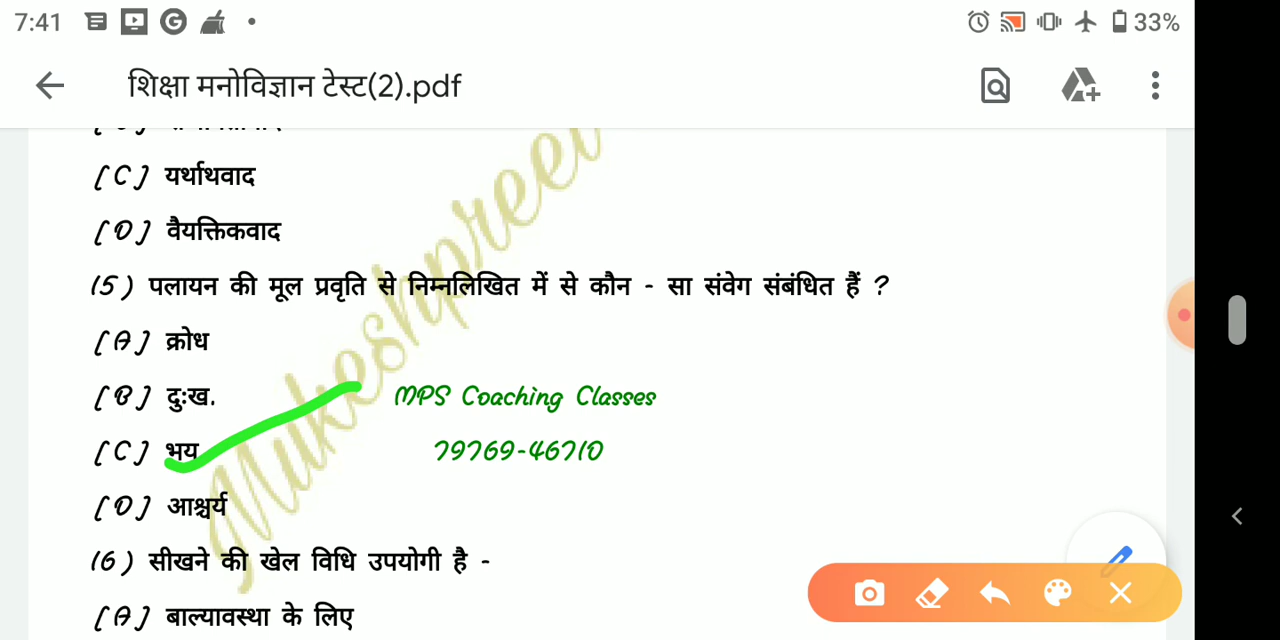 7:41 33%
शिक्षा मनोविज्ञान टेस्ट(2).pdf
[C] यर्थाथवाद
[D] वैयक्तिकवाद
(5) पलायन की मूल प्रवृति से निम्नलिखित में से कौन - सा संवेग संबंधित हैं ?
[A] क्रोध
[B] दुःख. MPS Coaching Classes
[C] भय 79769-46710
[D] आश्चर्य
(6) सीखने की खेल विधि उपयोगी है -
[A] बाल्यावस्था के लिए
Mukeshpreet